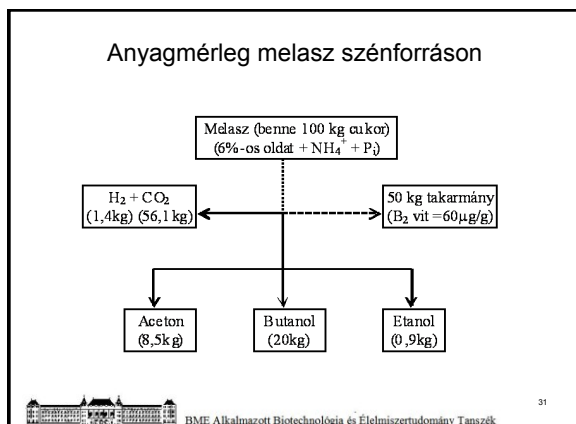 Anyagmérleg melasz szénforráson
Melasz (benne 100 kg cukor)
(6%-os oldat + NH₄⁺ + Pᵢ)
H₂ + CO₂
(1,4kg) (56,1kg)
50 kg takarmány
(B₂ vit =60μg/g)
Aceton
(8,5kg)
Butanol
(20kg)
Etanol
(0,9kg)
31
BME Alkalmazott Biotechnológia és Élelmiszertudomány Tanszék